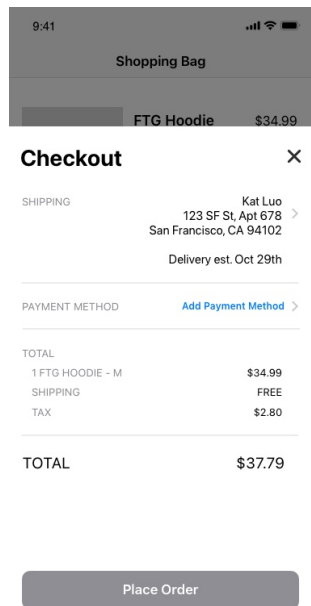 9:41
Shopping Bag
FTG Hoodie $34.99
Checkout
SHIPPING Kat Luo
123 SF St, Apt 678
San Francisco, CA 94102
Delivery est. Oct 29th
PAYMENT METHOD Add Payment Method
TOTAL
1 FTG HOODIE - M $34.99
SHIPPING FREE
TAX $2.80
TOTAL $37.79
Place Order